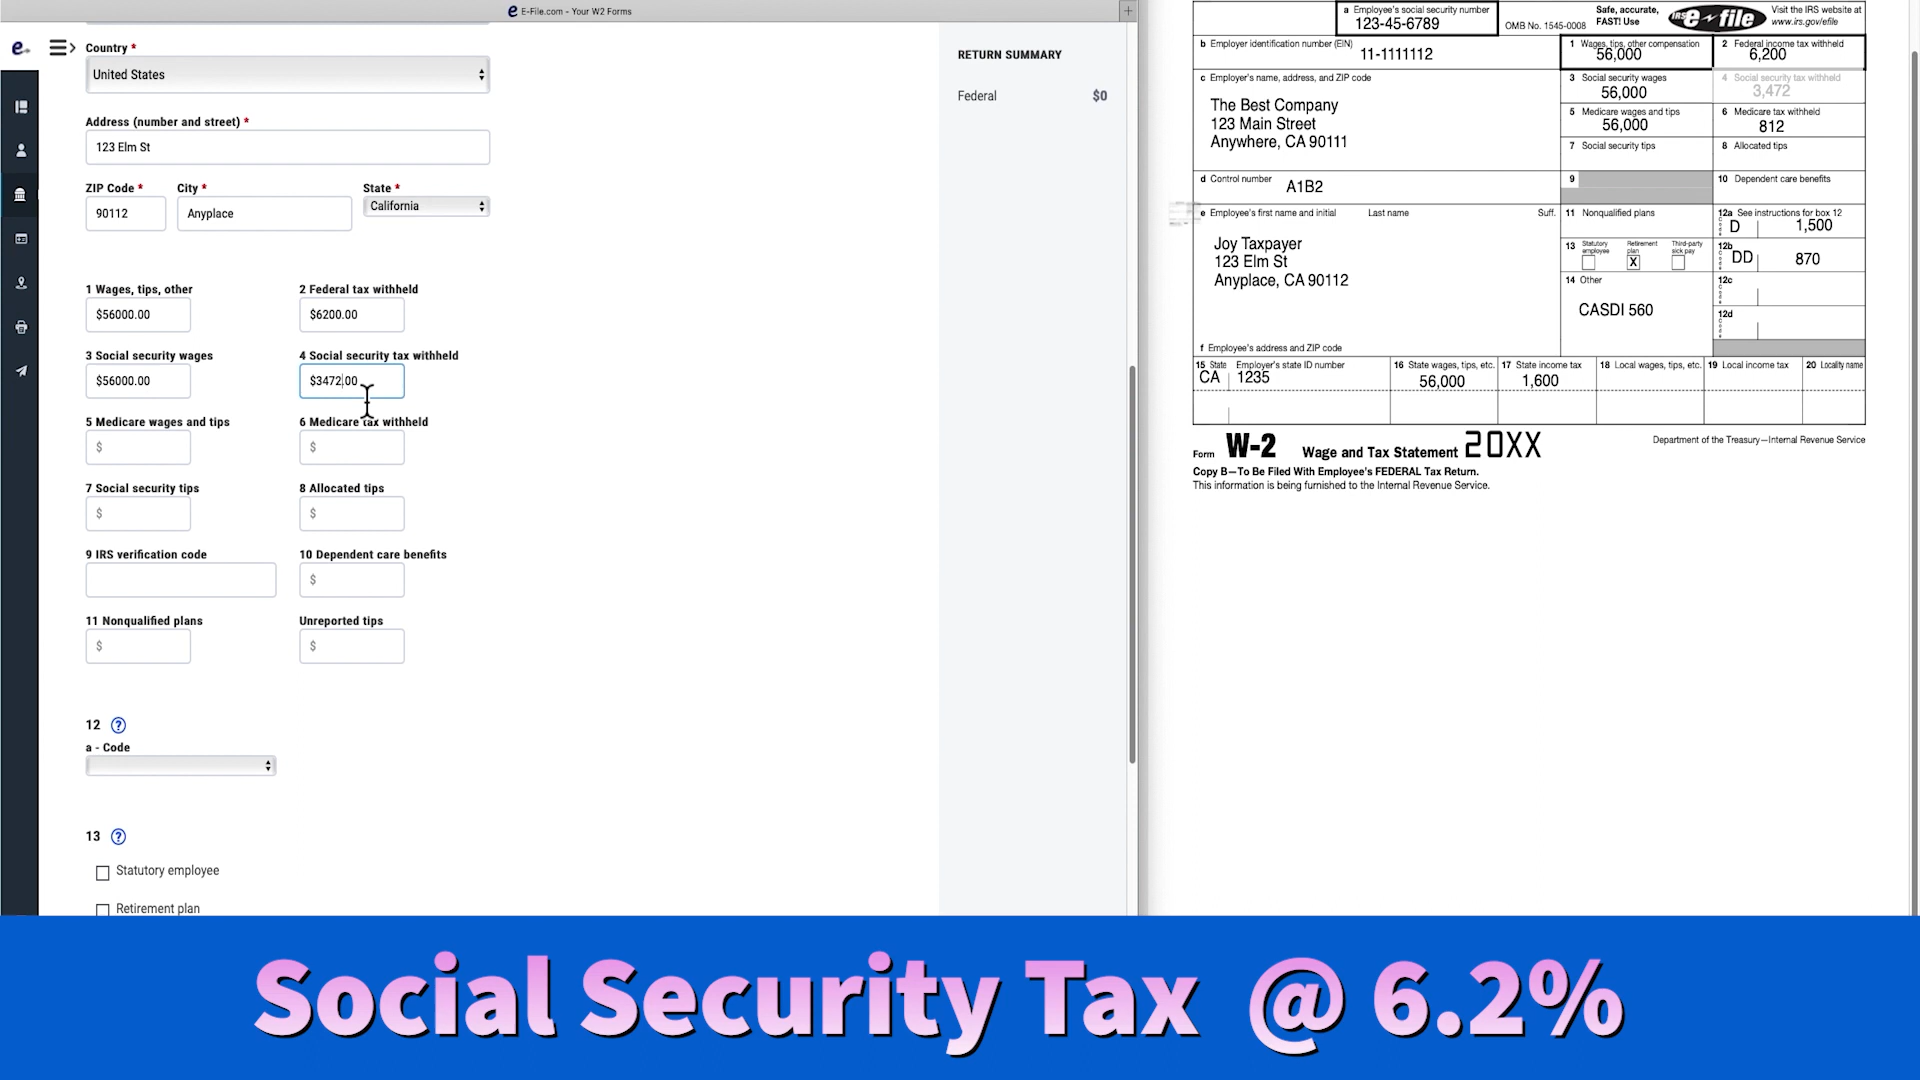 E-File.com - Your W2 Forms
e
Country *
United States
Address (number and street) *
123 Elm St
ZIP Code * City * State *
90112 Anyplace California
1 Wages, tips, other 2 Federal tax withheld
$56000.00 $6200.00
3 Social security wages 4 Social security tax withheld
$56000.00 $3472.00
5 Medicare wages and tips 6 Medicare tax withheld
$ $
7 Social security tips 8 Allocated tips
$ $
9 IRS verification code 10 Dependent care benefits
$
11 Nonqualified plans Unreported tips
$ $
12 ?
a - Code
13 ?
Statutory employee
Retirement plan
RETURN SUMMARY
Federal $0
a Employee's social security number
123-45-6789
OMB No. 1545-0008
Safe, accurate,
FAST! Use
IRS e-file
Visit the IRS website at
www.irs.gov/efile
b Employer identification number (EIN)
11-1111112
1 Wages, tips, other compensation
56,000
2 Federal income tax withheld
6,200
c Employer's name, address, and ZIP code
The Best Company
123 Main Street
Anywhere, CA 90111
3 Social security wages
56,000
4 Social security tax withheld
3,472
5 Medicare wages and tips
56,000
6 Medicare tax withheld
812
7 Social security tips
8 Allocated tips
d Control number
A1B2
9
10 Dependent care benefits
e Employee's first name and initial Last name Suff.
Joy Taxpayer
123 Elm St
Anyplace, CA 90112
11 Nonqualified plans
12a See instructions for box 12
Code
D 1,500
13 Statutory employee Retirement plan Third-party sick pay
X
12b
Code
DD 870
14 Other
CASDI 560
12c
Code
12d
Code
f Employee's address and ZIP code
15 State Employer's state ID number
CA 1235
16 State wages, tips, etc.
56,000
17 State income tax
1,600
18 Local wages, tips, etc.
19 Local income tax
20 Locality name
Form W-2 Wage and Tax Statement 20XX
Department of the Treasury—Internal Revenue Service
Copy B—To Be Filed With Employee's FEDERAL Tax Return.
This information is being furnished to the Internal Revenue Service.
Social Security Tax @ 6.2%